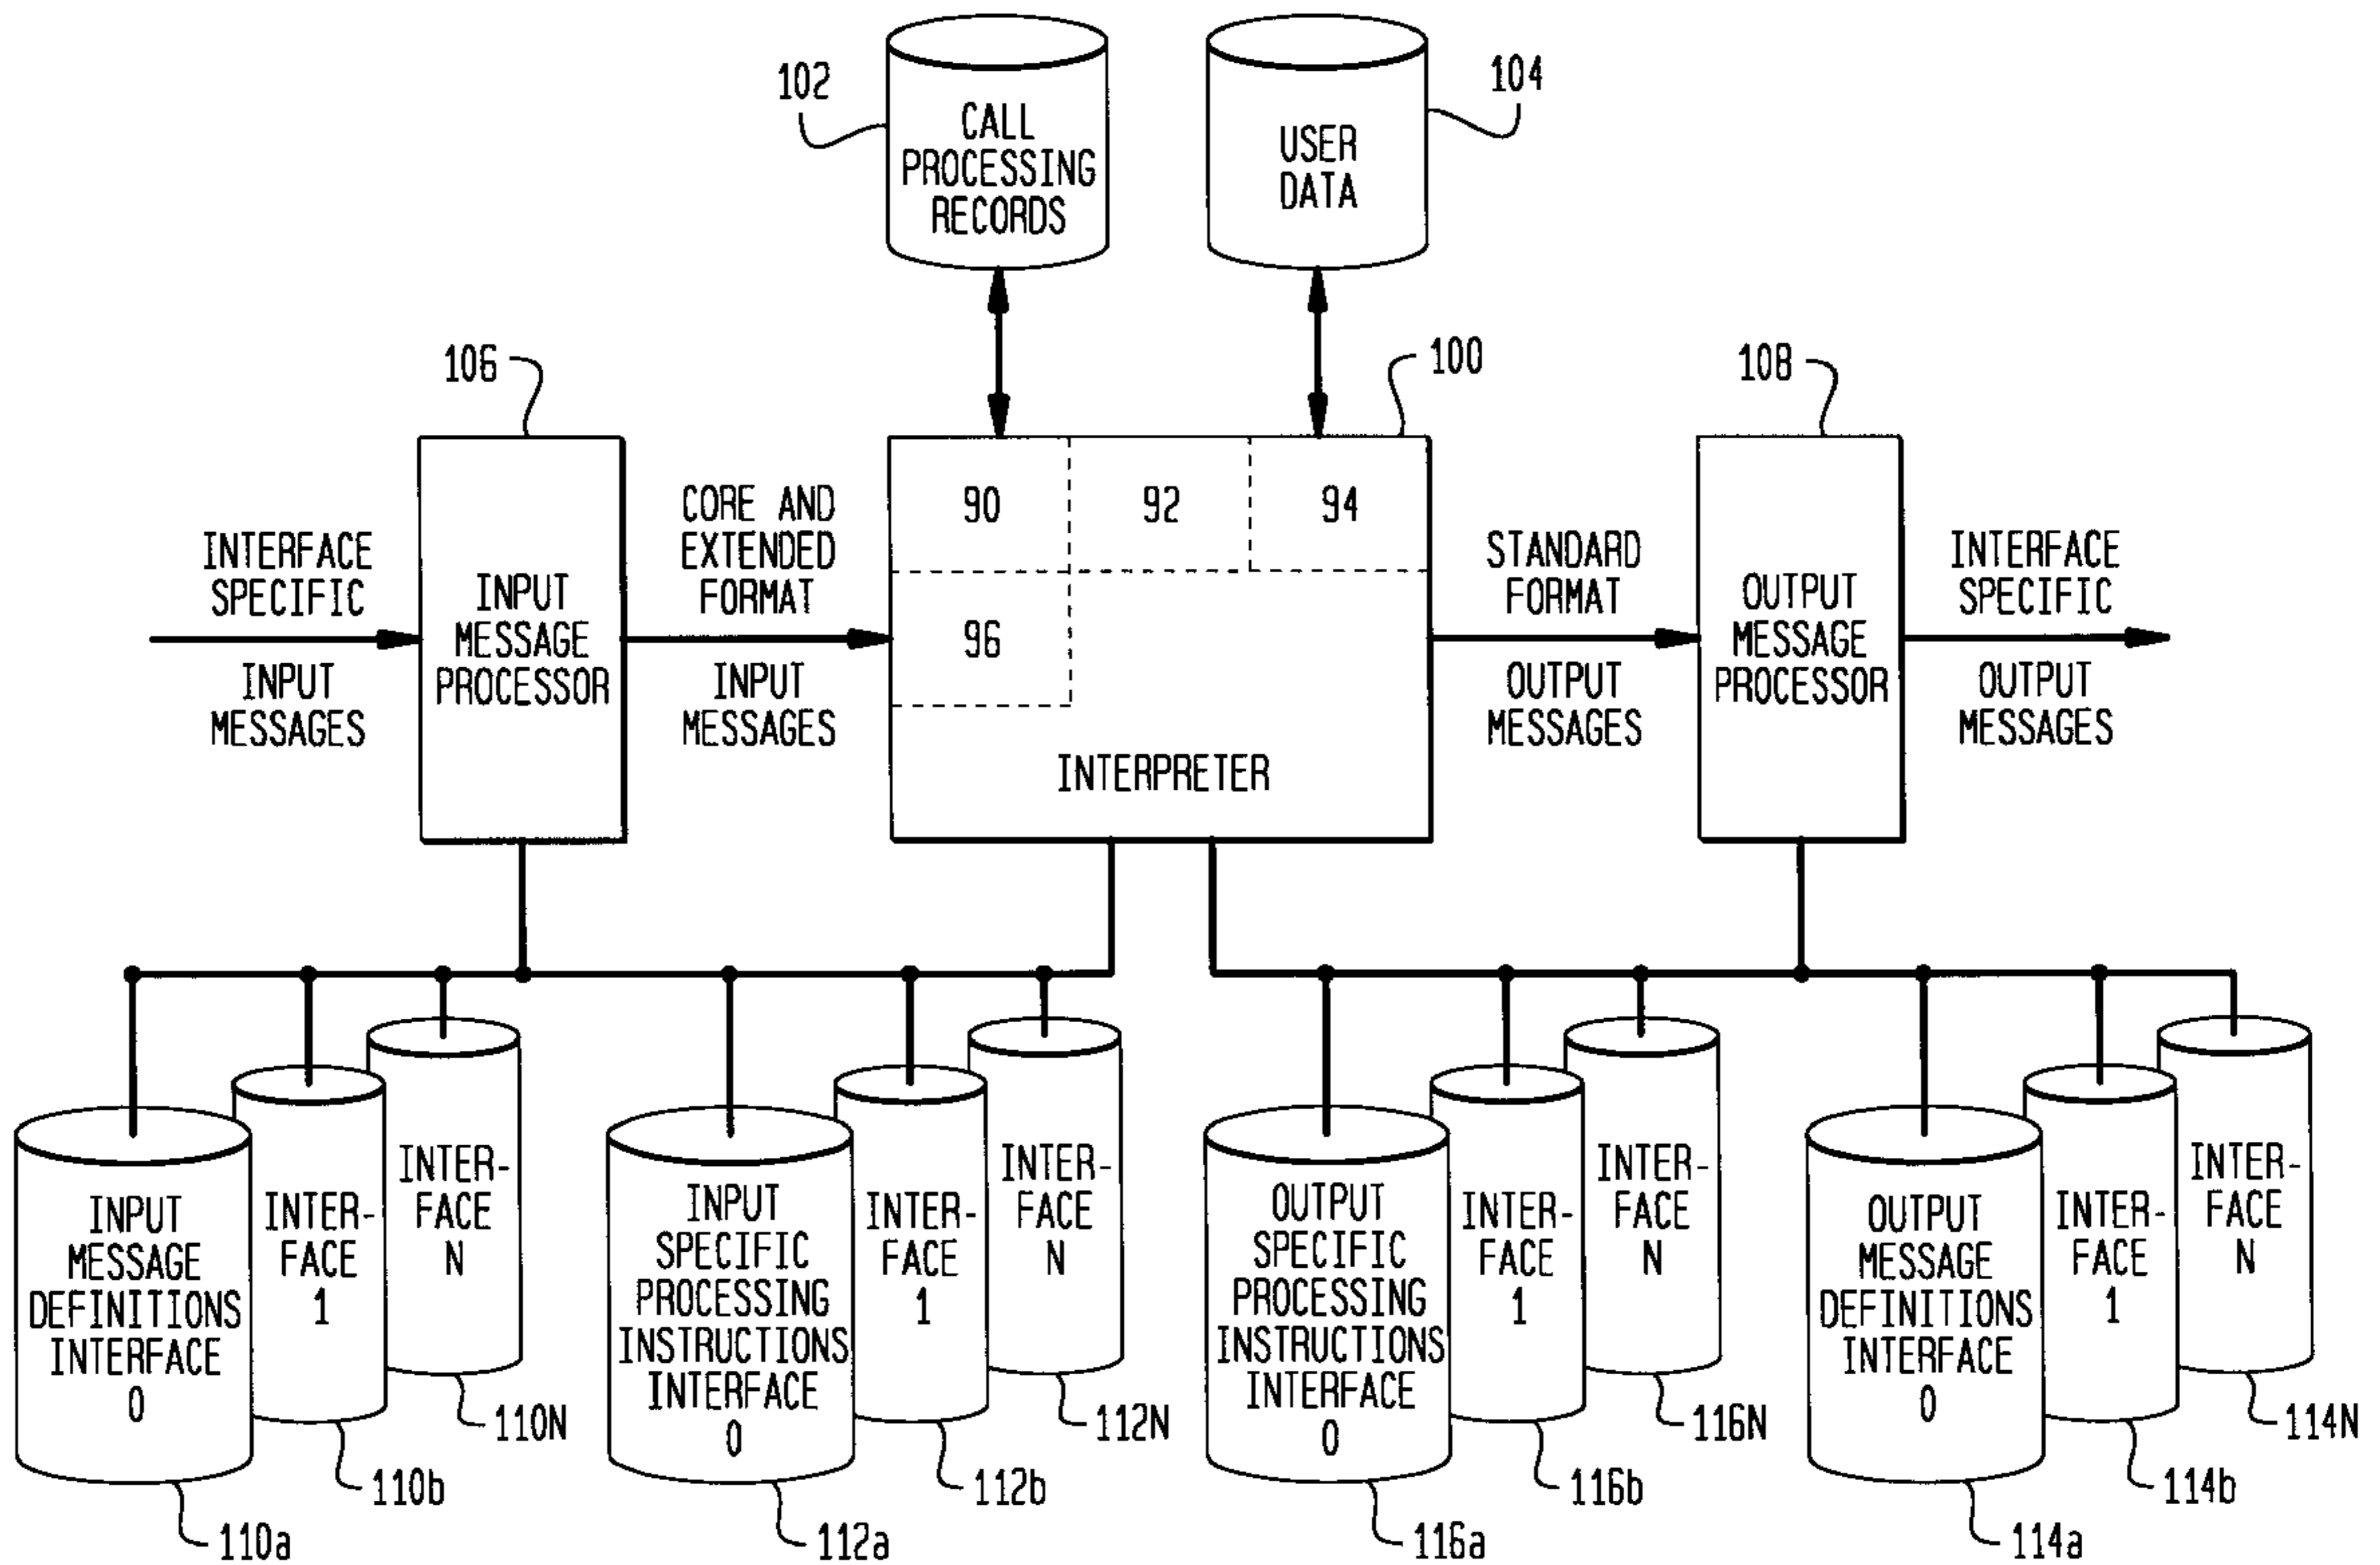 102
CALL
PROCESSING
RECORDS
USER
DATA
104
106
100
108
INTERFACE
SPECIFIC
INPUT
MESSAGES
INPUT
MESSAGE
PROCESSOR
CORE AND
EXTENDED
FORMAT
INPUT
MESSAGES
90
92
94
96
INTERPRETER
STANDARD
FORMAT
OUTPUT
MESSAGES
OUTPUT
MESSAGE
PROCESSOR
INTERFACE
SPECIFIC
OUTPUT
MESSAGES
INPUT
MESSAGE
DEFINITIONS
INTERFACE
0
INTER-
FACE
1
INTER-
FACE
N
110a
110b
110N
INPUT
SPECIFIC
PROCESSING
INSTRUCTIONS
INTERFACE
0
INTER-
FACE
1
INTER-
FACE
N
112a
112b
112N
OUTPUT
SPECIFIC
PROCESSING
INSTRUCTIONS
INTERFACE
0
INTER-
FACE
1
INTER-
FACE
N
116a
116b
116N
OUTPUT
MESSAGE
DEFINITIONS
INTERFACE
0
INTER-
FACE
1
INTER-
FACE
N
114a
114b
114N